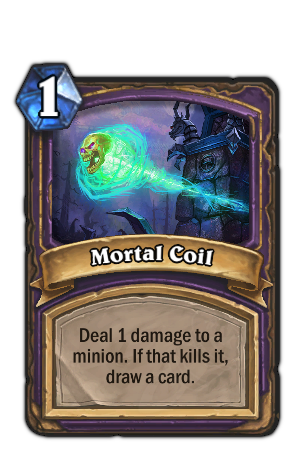 1
Mortal Coil
Deal 1 damage to a
minion. If that kills it,
draw a card.